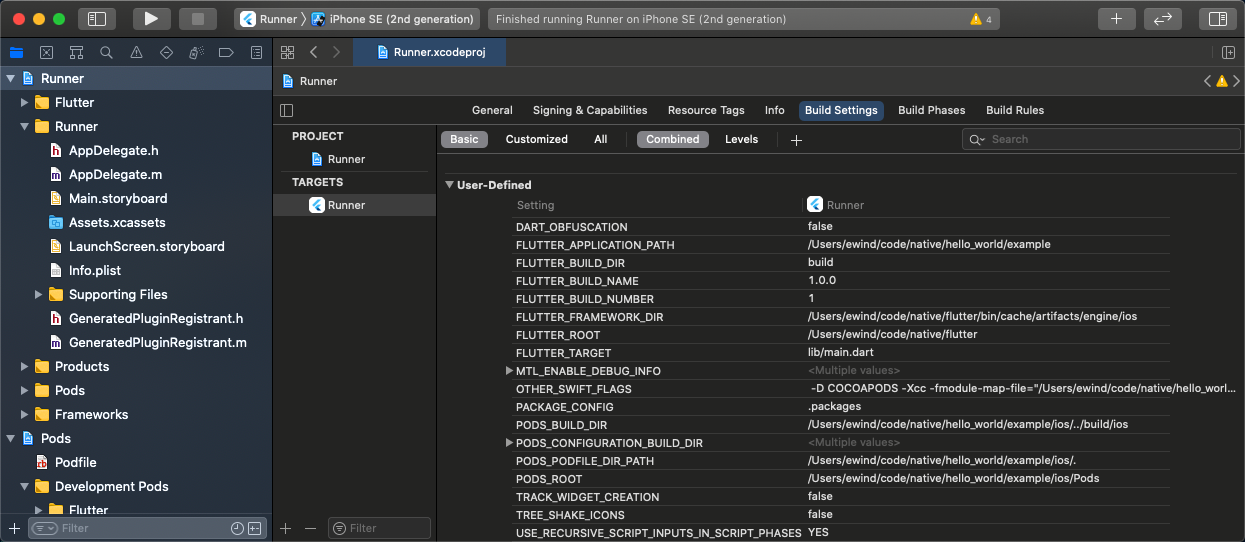 Runner iPhone SE (2nd generation)
Finished running Runner on iPhone SE (2nd generation) 4
Runner.xcodeproj
Runner
Flutter
Runner
AppDelegate.h
AppDelegate.m
Main.storyboard
Assets.xcassets
LaunchScreen.storyboard
Info.plist
Supporting Files
GeneratedPluginRegistrant.h
GeneratedPluginRegistrant.m
Products
Pods
Frameworks
Pods
Podfile
Development Pods
Flutter
Filter
Runner
General Signing & Capabilities Resource Tags Info Build Settings Build Phases Build Rules
PROJECT
Runner
TARGETS
Runner
Filter
Basic Customized All Combined Levels + Search
User-Defined
Setting Runner
DART_OBFUSCATION false
FLUTTER_APPLICATION_PATH /Users/ewind/code/native/hello_world/example
FLUTTER_BUILD_DIR build
FLUTTER_BUILD_NAME 1.0.0
FLUTTER_BUILD_NUMBER 1
FLUTTER_FRAMEWORK_DIR /Users/ewind/code/native/flutter/bin/cache/artifacts/engine/ios
FLUTTER_ROOT /Users/ewind/code/native/flutter
FLUTTER_TARGET lib/main.dart
MTL_ENABLE_DEBUG_INFO <Multiple values>
OTHER_SWIFT_FLAGS -D COCOAPODS -Xcc -fmodule-map-file="/Users/ewind/code/native/hello_worl...
PACKAGE_CONFIG .packages
PODS_BUILD_DIR /Users/ewind/code/native/hello_world/example/ios/../build/ios
PODS_CONFIGURATION_BUILD_DIR <Multiple values>
PODS_PODFILE_DIR_PATH /Users/ewind/code/native/hello_world/example/ios/.
PODS_ROOT /Users/ewind/code/native/hello_world/example/ios/Pods
TRACK_WIDGET_CREATION false
TREE_SHAKE_ICONS false
USE_RECURSIVE_SCRIPT_INPUTS_IN_SCRIPT_PHASES YES